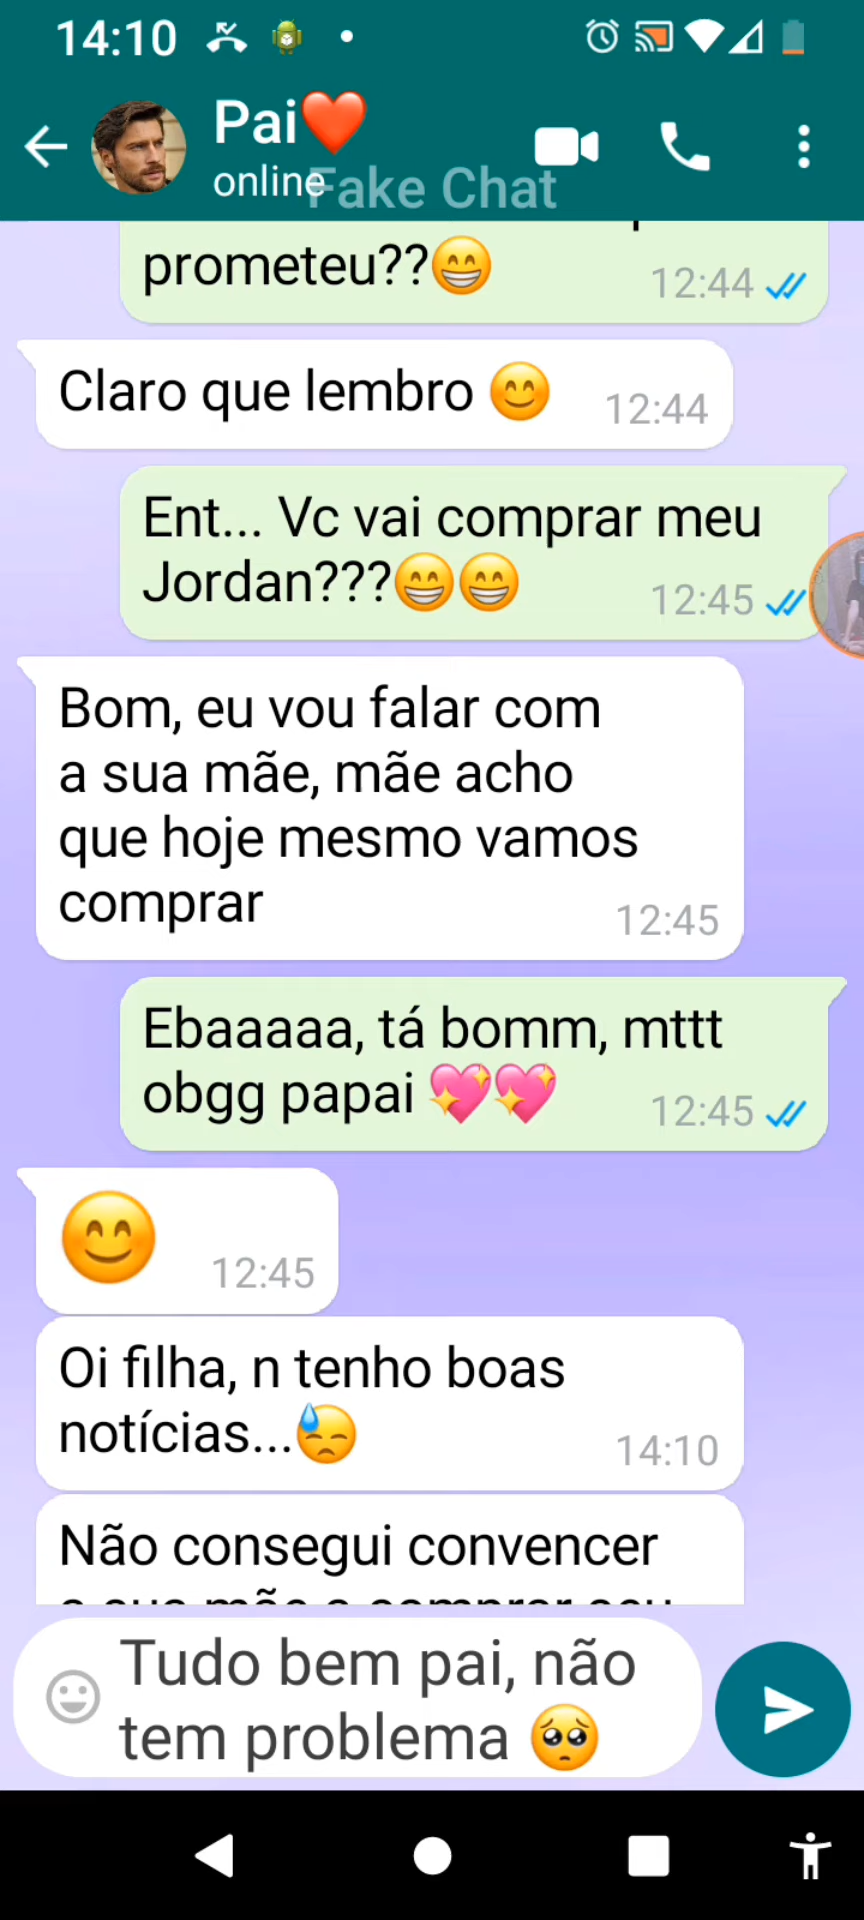 14:10
Pai❤️
online
Fake Chat
prometeu??😁
12:44
Claro que lembro 😊
12:44
Ent... Vc vai comprar meu
Jordan???😁😁
12:45
Bom, eu vou falar com
a sua mãe, mãe acho
que hoje mesmo vamos
comprar
12:45
Ebaaaaa, tá bomm, mttt
obgg papai 💖💖
12:45
😊
12:45
Oi filha, n tenho boas
notícias...😓
14:10
Não consegui convencer
Tudo bem pai, não
tem problema 🥺